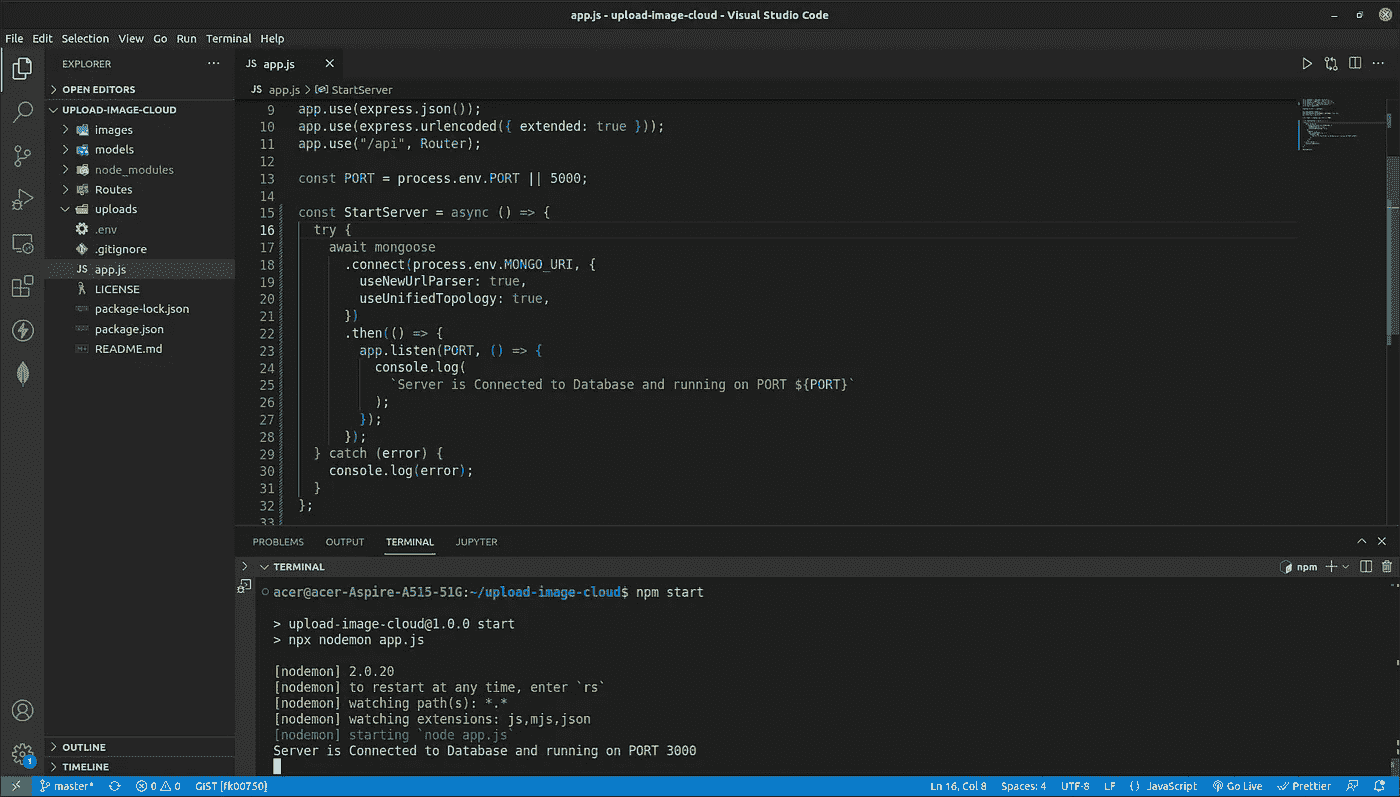 app.js - upload-image-cloud - Visual Studio Code
File Edit Selection View Go Run Terminal Help
EXPLORER
OPEN EDITORS
UPLOAD-IMAGE-CLOUD
images
models
node_modules
Routes
uploads
.env
.gitignore
JS app.js
LICENSE
package-lock.json
package.json
README.md
OUTLINE
TIMELINE
JS app.js
JS app.js > StartServer
9 app.use(express.json());
10 app.use(express.urlencoded({ extended: true }));
11 app.use("/api", Router);
12
13 const PORT = process.env.PORT || 5000;
14
15 const StartServer = async () => {
16 try {
17 await mongoose
18 .connect(process.env.MONGO_URI, {
19 useNewUrlParser: true,
20 useUnifiedTopology: true,
21 })
22 .then(() => {
23 app.listen(PORT, () => {
24 console.log(
25 `Server is Connected to Database and running on PORT ${PORT}`
26 );
27 });
28 });
29 } catch (error) {
30 console.log(error);
31 }
32 };
33
PROBLEMS OUTPUT TERMINAL JUPYTER
TERMINAL
npm
acer@acer-Aspire-A515-51G:~/upload-image-cloud$ npm start
> upload-image-cloud@1.0.0 start
> npx nodemon app.js
[nodemon] 2.0.20
[nodemon] to restart at any time, enter `rs`
[nodemon] watching path(s): *.*
[nodemon] watching extensions: js,mjs,json
[nodemon] starting `node app.js`
Server is Connected to Database and running on PORT 3000
1
master* 0 0 GiST [fk00750] Ln 16, Col 8 Spaces: 4 UTF-8 LF {} JavaScript Go Live Prettier